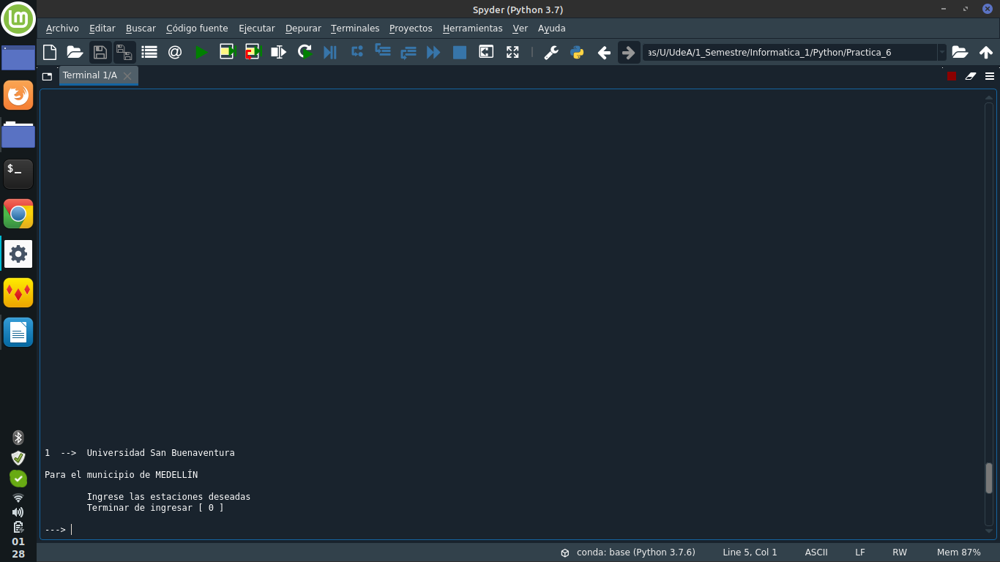 Spyder (Python 3.7)
Archivo Editar Buscar Código fuente Ejecutar Depurar Terminales Proyectos Herramientas Ver Ayuda
as/U/UdeA/1_Semestre/Informatica_1/Python/Practica_6
Terminal 1/A
$_
1  -->  Universidad San Buenaventura
Para el municipio de MEDELLÍN
Ingrese las estaciones deseadas
Terminar de ingresar [ 0 ]
--->
01
28
conda: base (Python 3.7.6) Line 5, Col 1 ASCII LF RW Mem 87%